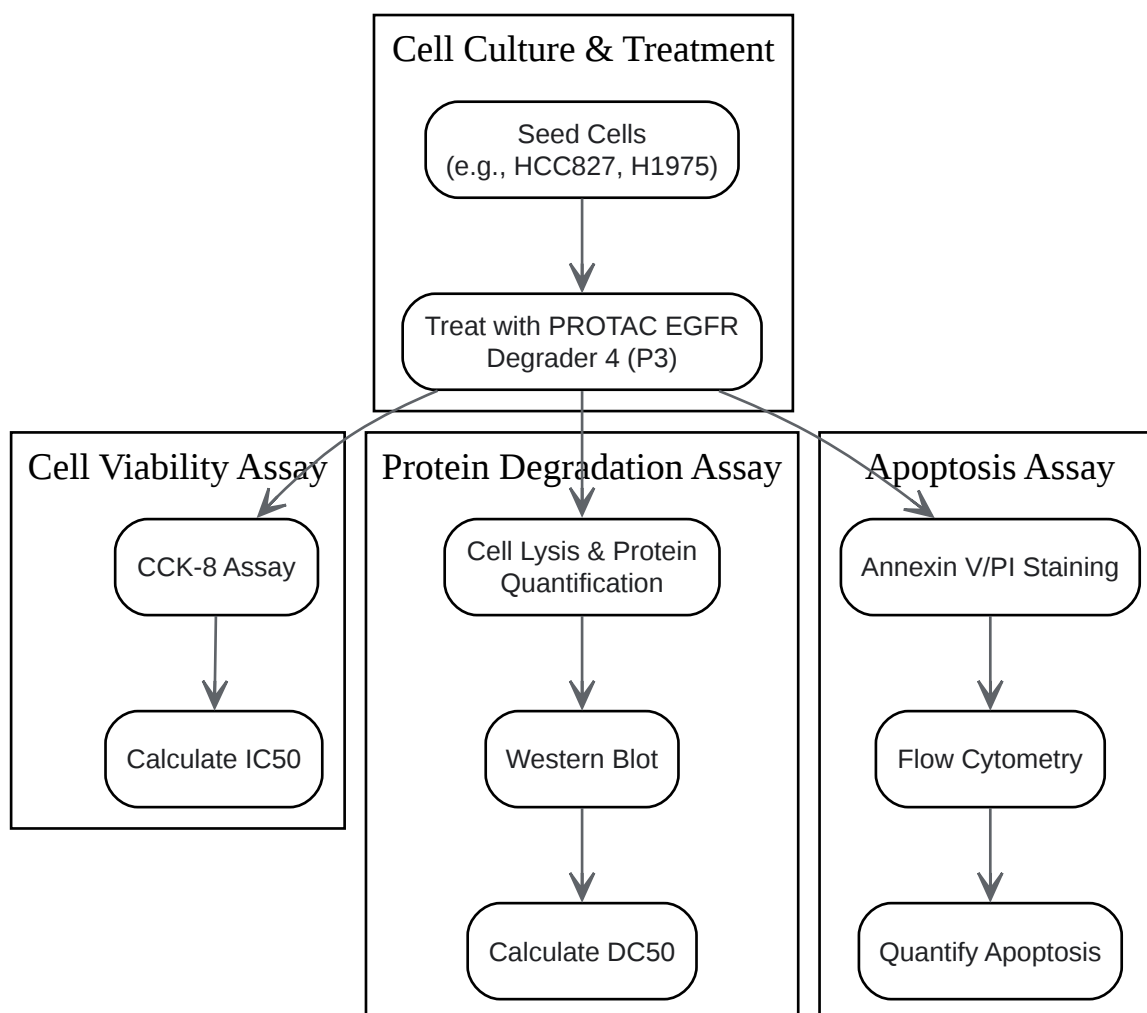 Cell Culture & Treatment
Seed Cells
(e.g., HCC827, H1975)
Treat with PROTAC EGFR
Degrader 4 (P3)
Cell Viability Assay
CCK-8 Assay
Calculate IC50
Protein Degradation Assay
Cell Lysis & Protein
Quantification
Western Blot
Calculate DC50
Apoptosis Assay
Annexin V/PI Staining
Flow Cytometry
Quantify Apoptosis